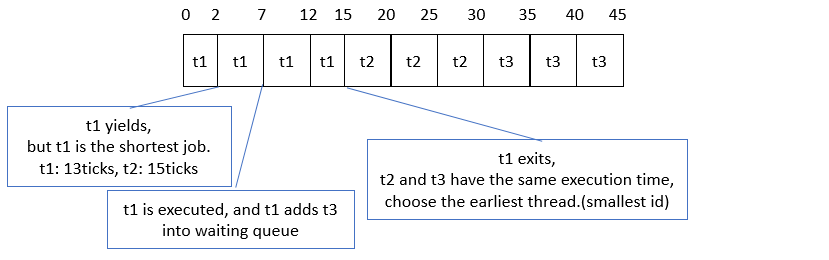 0 2 7 12 15 20 25 30 35 40 45
t1 t1 t1 t1 t2 t2 t2 t3 t3 t3
t1 yields,
but t1 is the shortest job.
t1: 13ticks, t2: 15ticks
t1 is executed, and t1 adds t3
into waiting queue
t1 exits,
t2 and t3 have the same execution time,
choose the earliest thread.(smallest id)